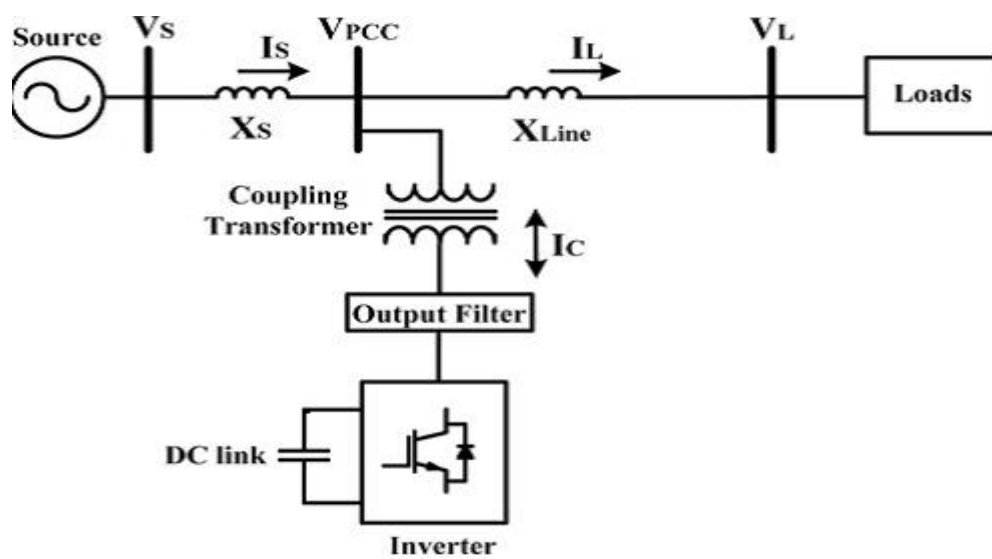 Source
VS
IS
VPCC
IL
VL
Loads
XS
XLine
Coupling
Transformer
IC
Output Filter
DC link
Inverter